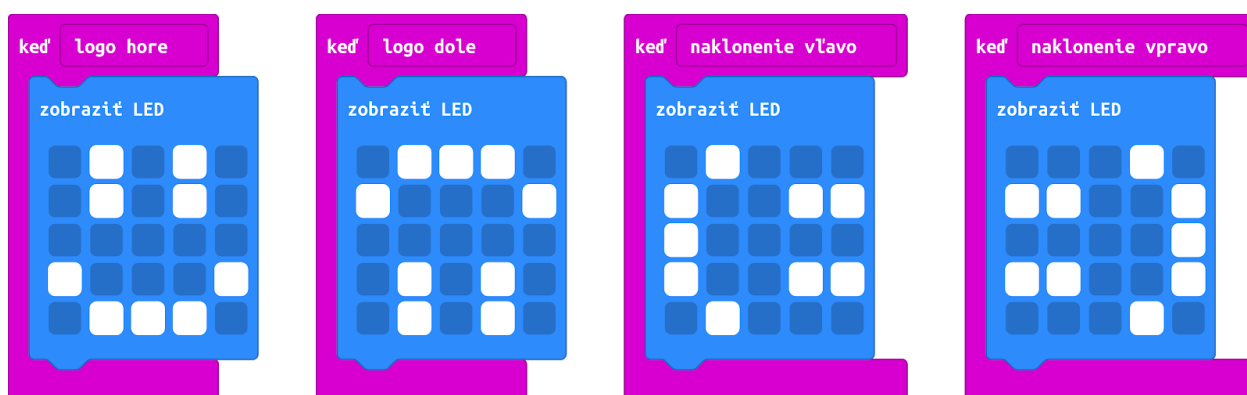 keď logo hore
zobraziť LED
keď logo dole
zobraziť LED
keď naklonenie vľavo
zobraziť LED
keď naklonenie vpravo
zobraziť LED